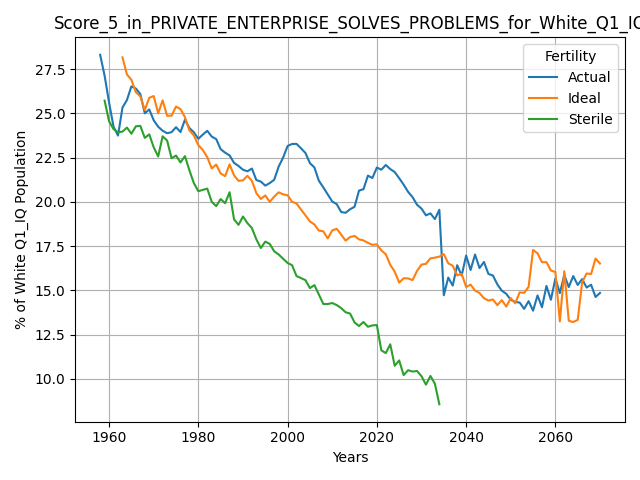 Score_5_in_PRIVATE_ENTERPRISE_SOLVES_PROBLEMS_for_White_Q1_IQ
Fertility
Actual
Ideal
Sterile
% of White Q1_IQ Population
27.5
25.0
22.5
20.0
17.5
15.0
12.5
10.0
1960
1980
2000
2020
2040
2060
Years